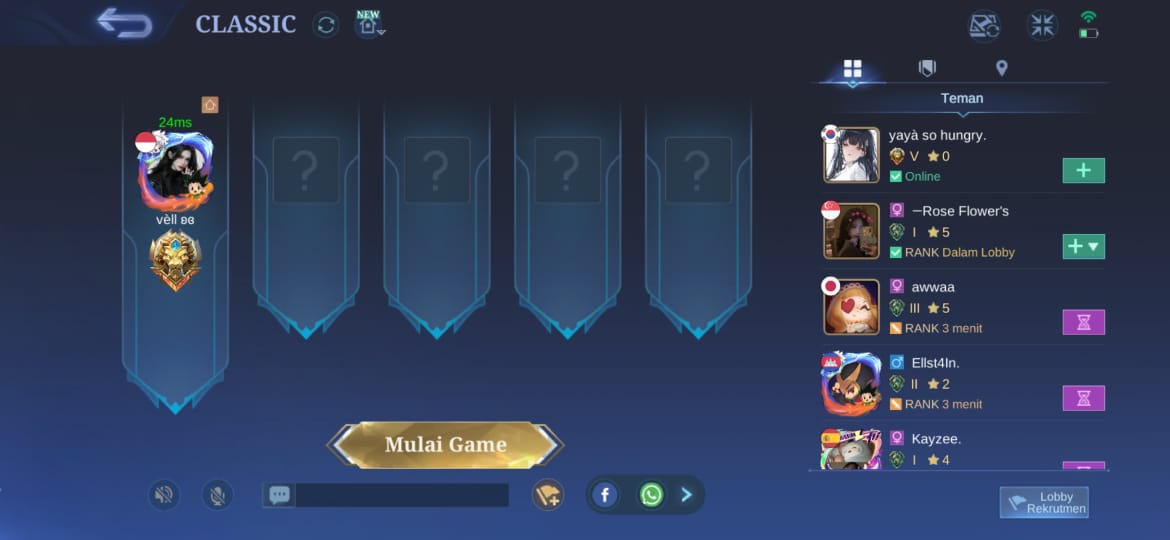 CLASSIC
NEW
24ms
vèll ʚɞ
?
?
?
?
Mulai Game
Teman
yayà so hungry.
V 0
Online
—Rose Flower's
I 5
RANK Dalam Lobby
awwaa
III 5
RANK 3 menit
Ellst4In.
II 2
RANK 3 menit
Kayzee.
I 4
Lobby
Rekrutmen